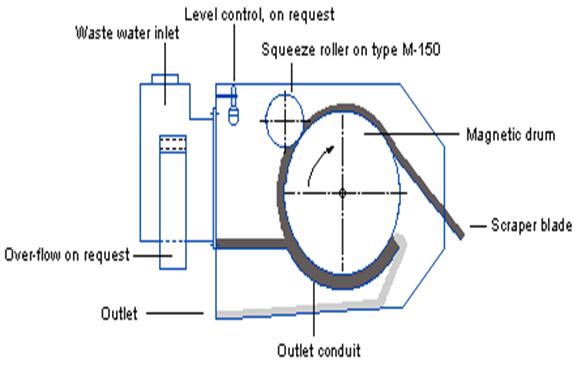 Level control, on request
Waste water inlet
Squeeze roller on type M-150
Magnetic drum
Scraper blade
Over-flow on request
Outlet
Outlet conduit